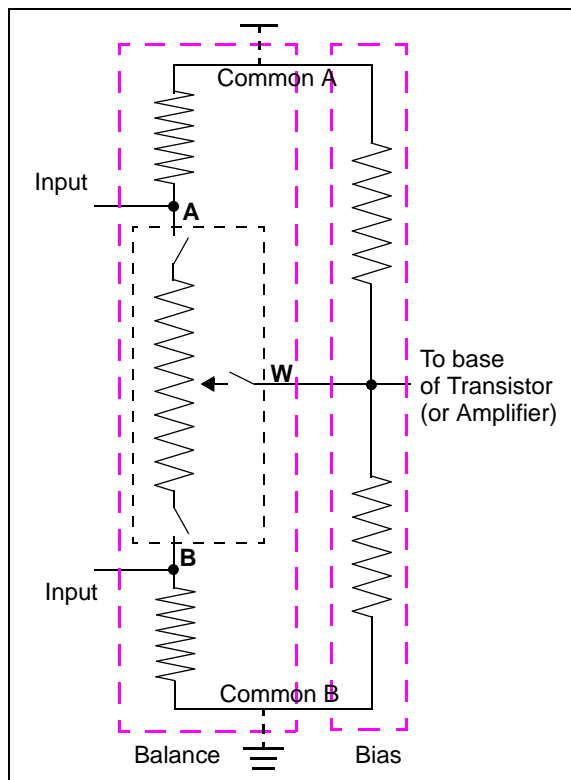 Common A
Input
A
W
To base
of Transistor
(or Amplifier)
B
Input
Common B
Balance
Bias